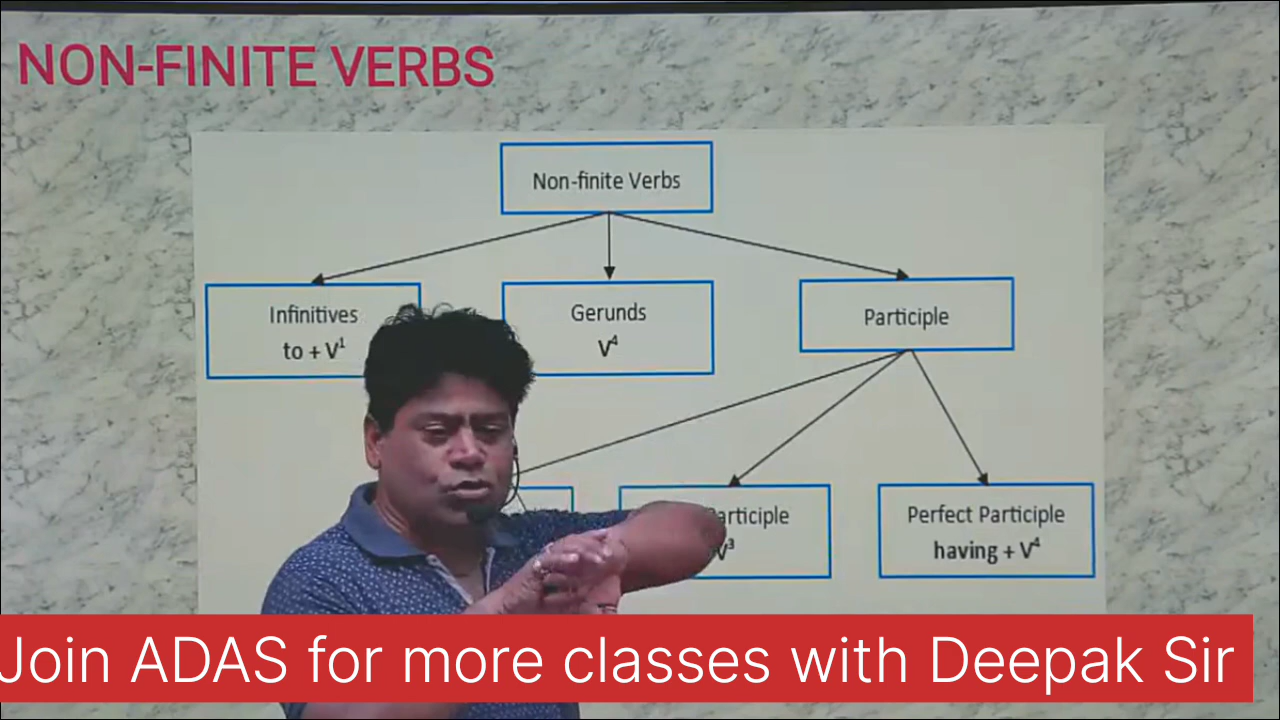 NON-FINITE VERBS
Non-finite Verbs
Infinitives
to + V¹
Gerunds
V⁴
Participle
articiple
V³
Perfect Participle
having + V⁴
Join ADAS for more classes with Deepak Sir